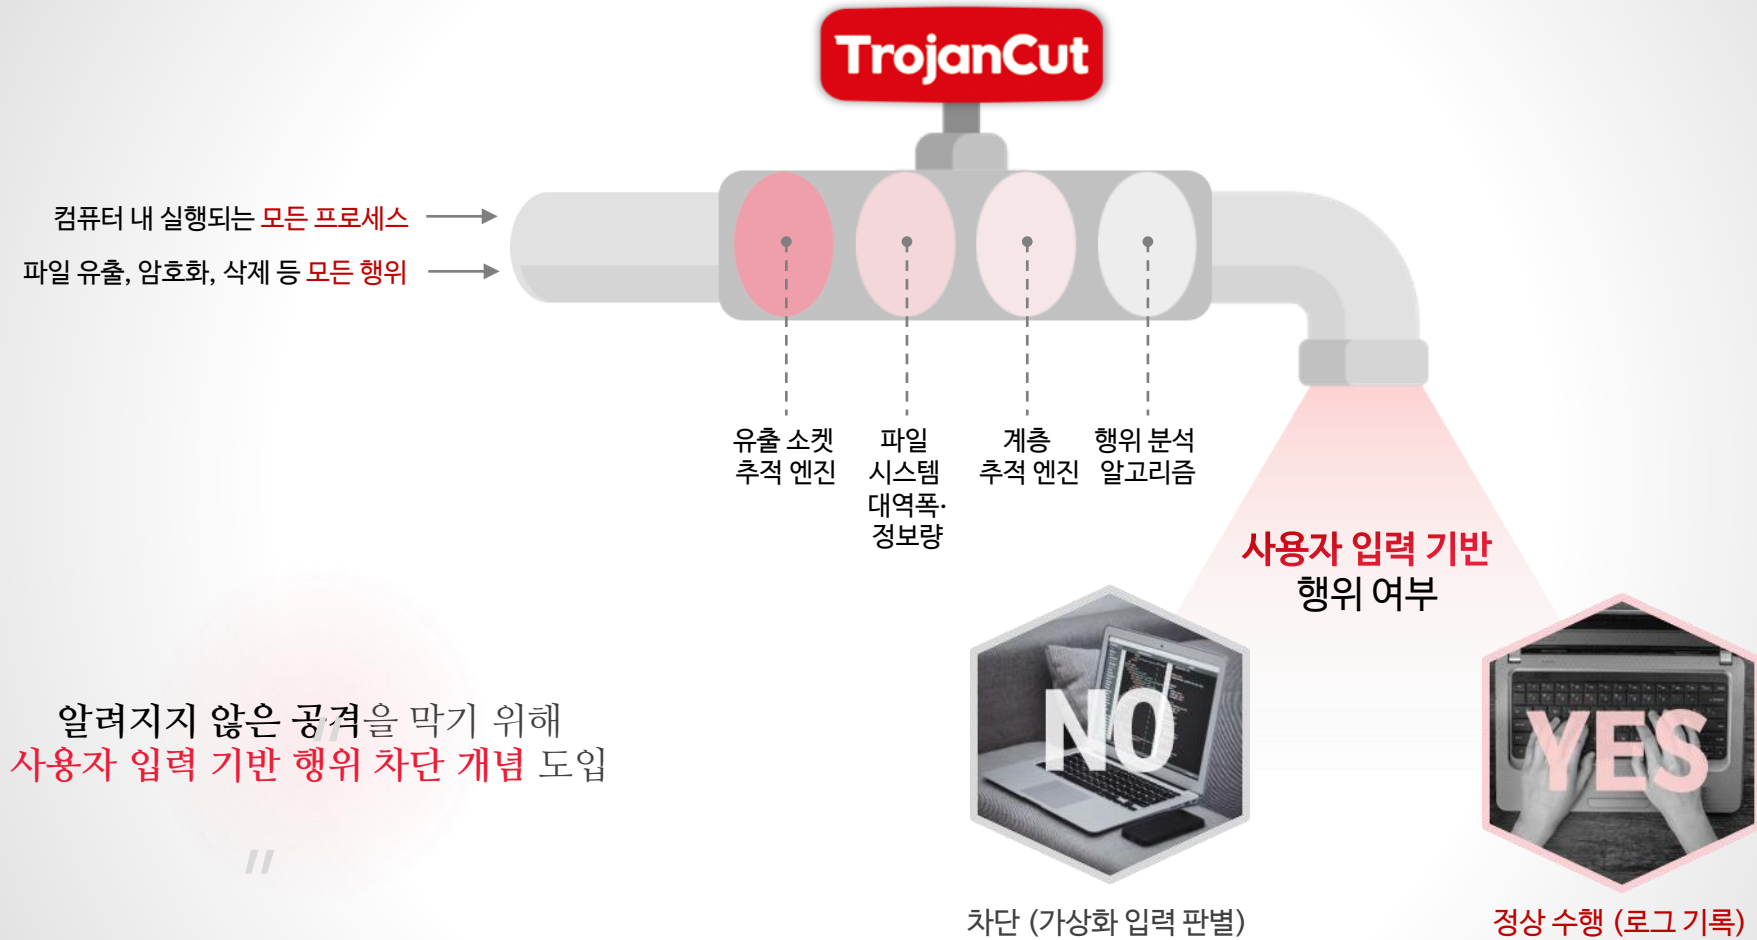 TrojanCut
컴퓨터 내 실행되는 모든 프로세스
파일 유출, 암호화, 삭제 등 모든 행위
유출 소켓
추적 엔진
파일
시스템
대역폭·
정보량
계층
추적 엔진
행위 분석
알고리즘
사용자 입력 기반
행위 여부
"
알려지지 않은 공격을 막기 위해
사용자 입력 기반 행위 차단 개념 도입
"
NO
YES
차단 (가상화 입력 판별)
정상 수행 (로그 기록)